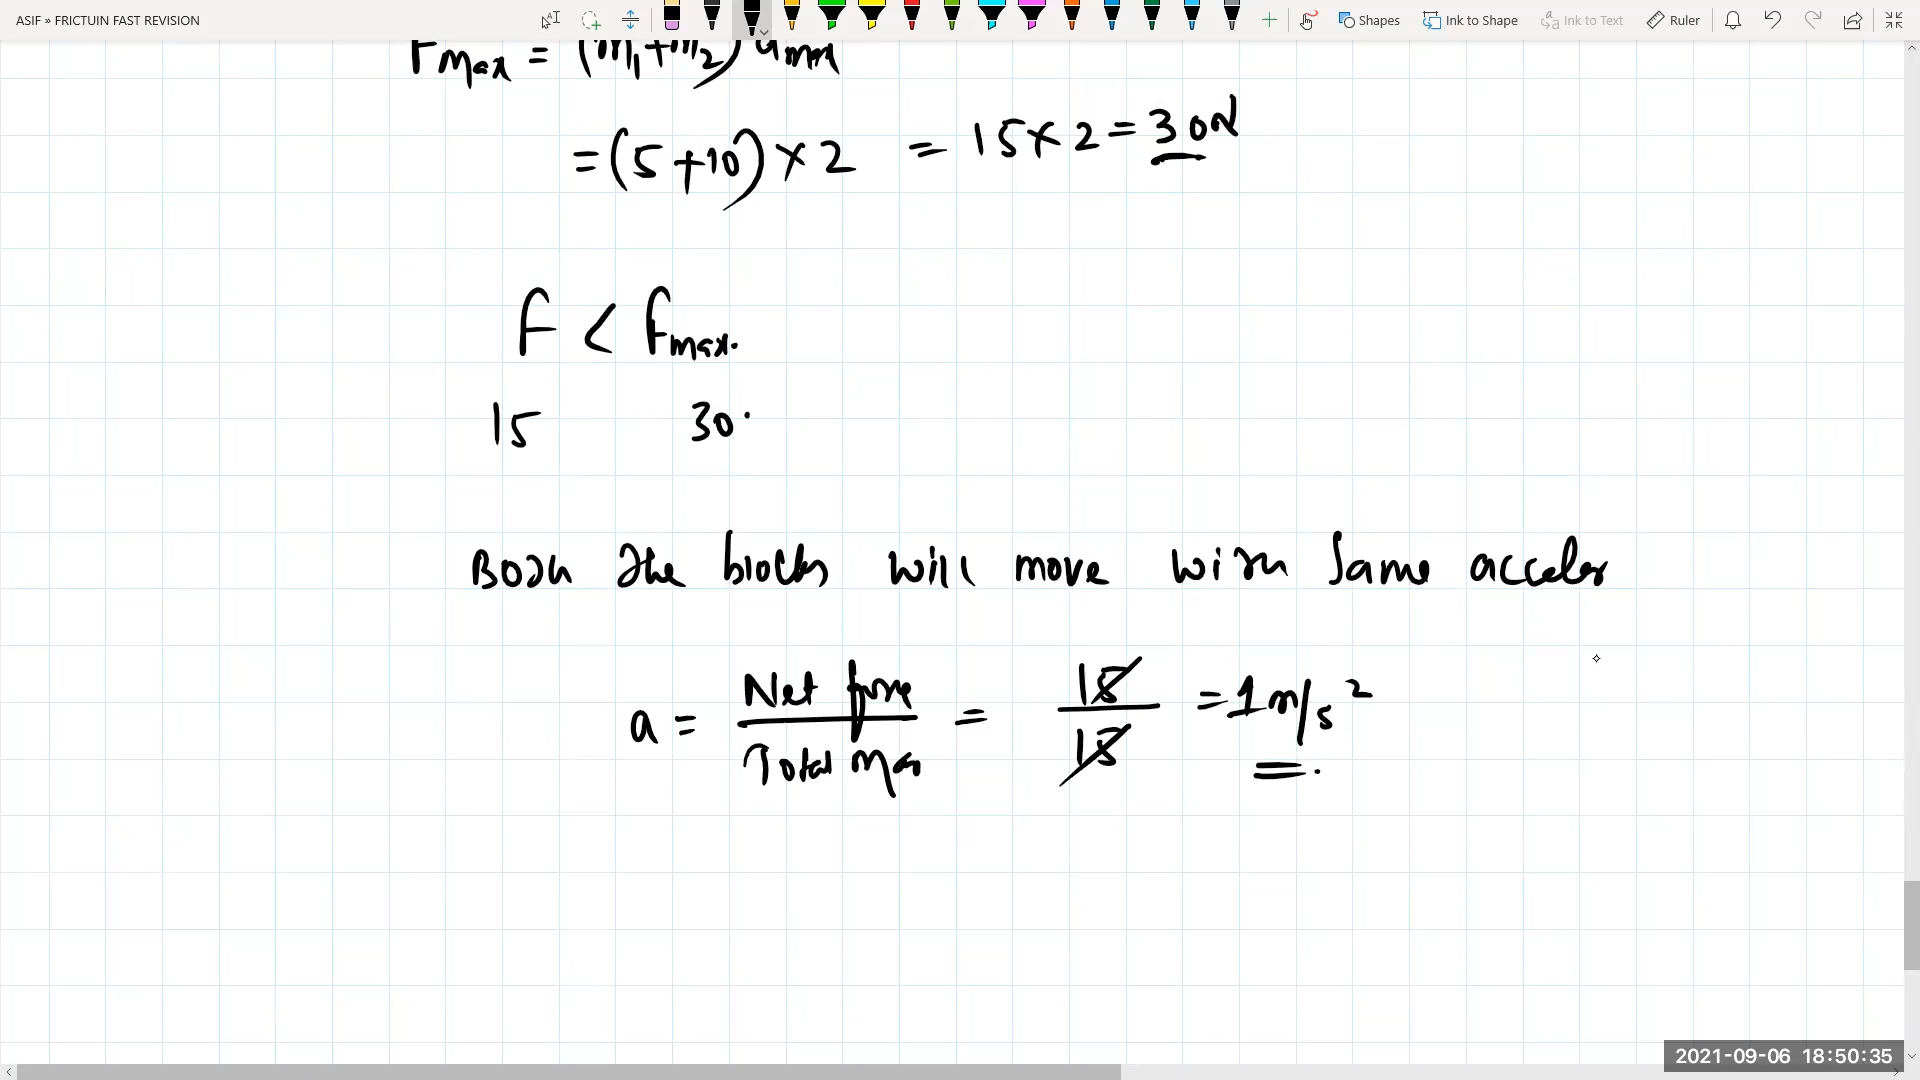 ASIF » FRICTUIN FAST REVISION
Shapes
Ink to Shape
Ink to Text
Ruler
Fmax = (m1+m2) amax
= (5+10) × 2 = 15 × 2 = 30N
F < Fmax.
15 30.
Both the blocks will move with same acceler
a = Net force / Total mas = 15 / 15 = 1 m/s²
2021-09-06 18:50:35